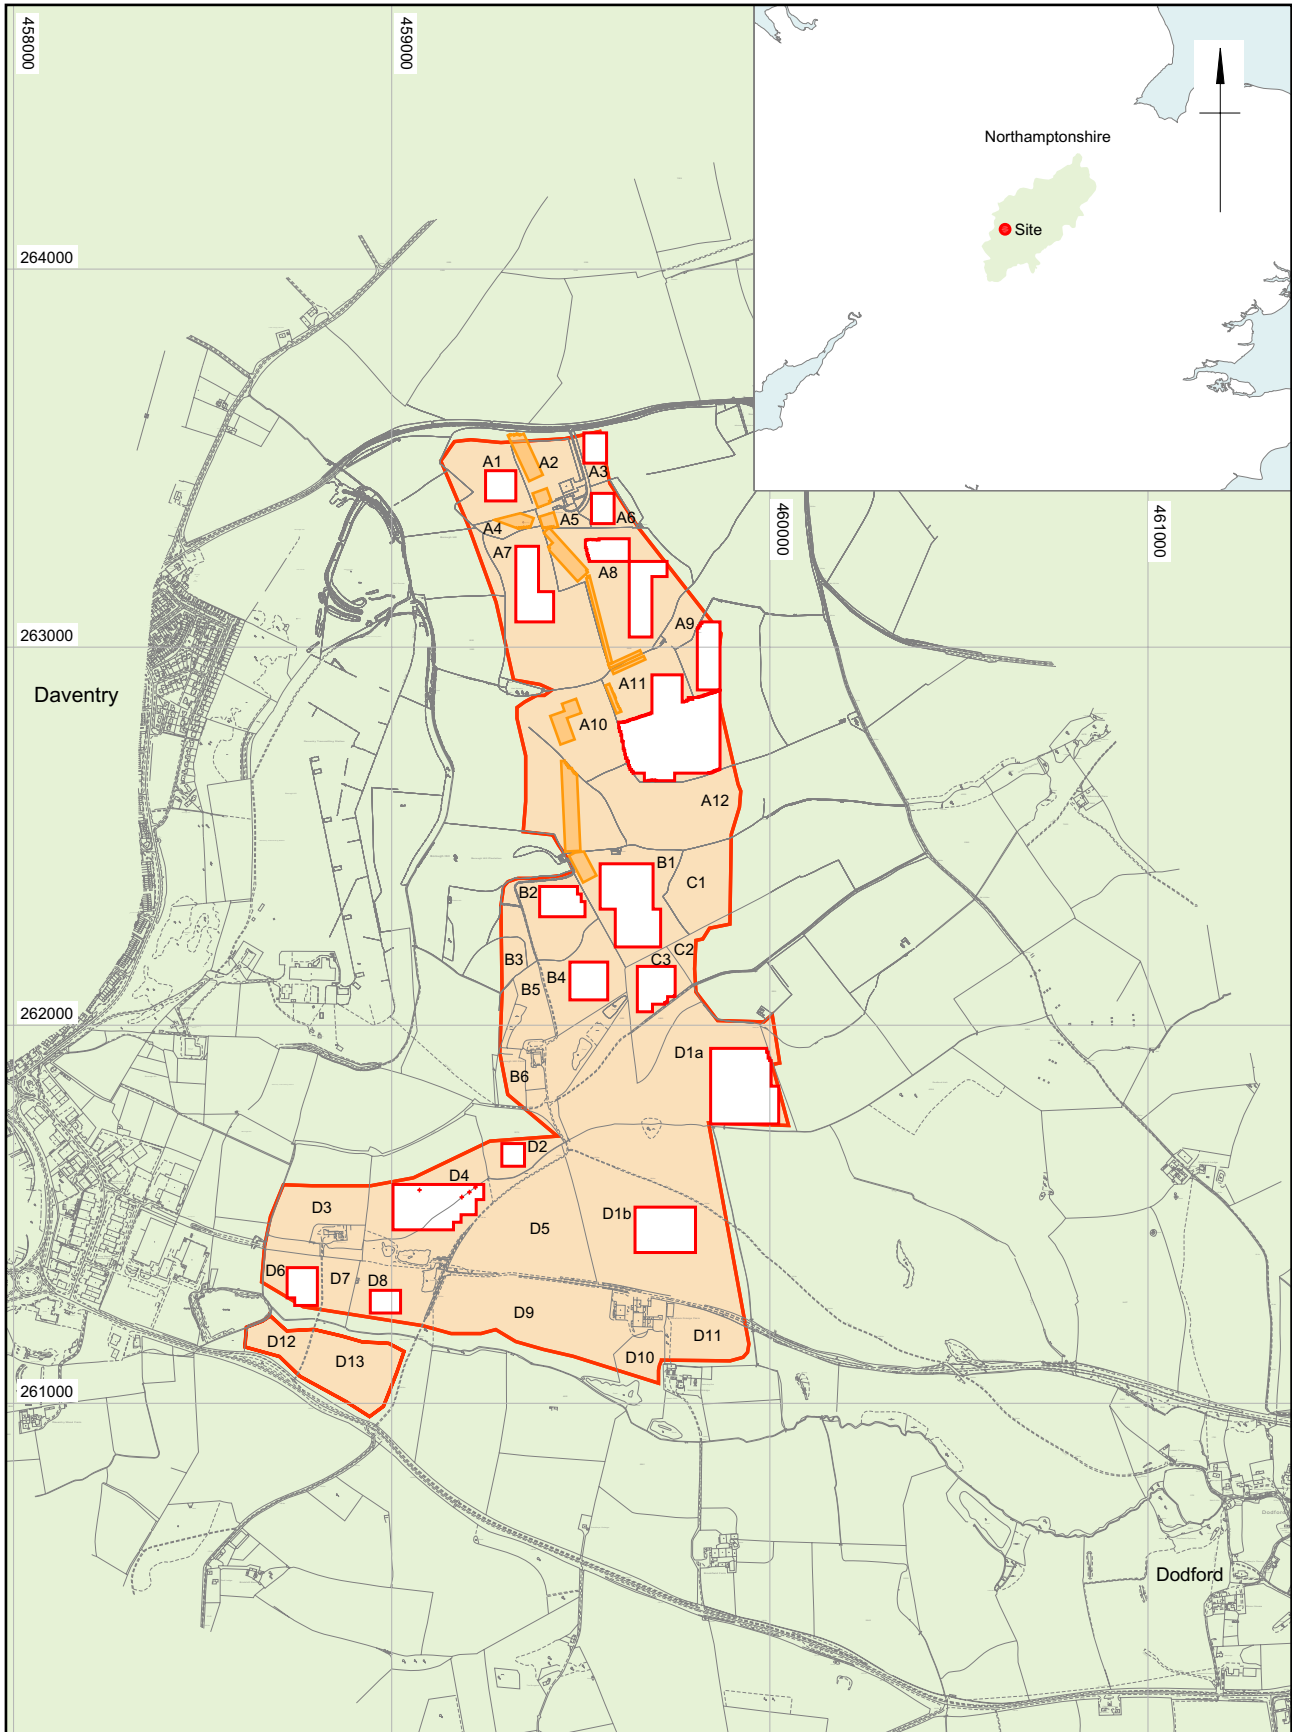 458000
459000
Northamptonshire
Site
264000
A1
A2
A3
A4
A5
A6
A7
A8
460000
461000
A9
263000
Daventry
A11
A10
A12
B1
B2
C1
B3
B4
C3
C2
B5
262000
D1a
B6
D2
D4
D3
D5
D1b
D6
D7
D8
D9
D11
D12
D13
D10
261000
Dodford